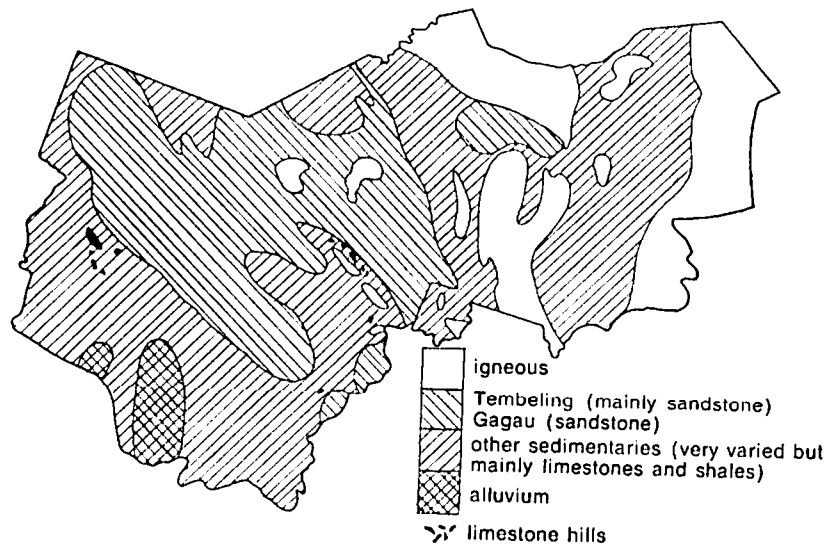 igneous
Tembeling (mainly sandstone)
Gagau (sandstone)
other sedimentaries (very varied but
mainly limestones and shales)
alluvium
limestone hills